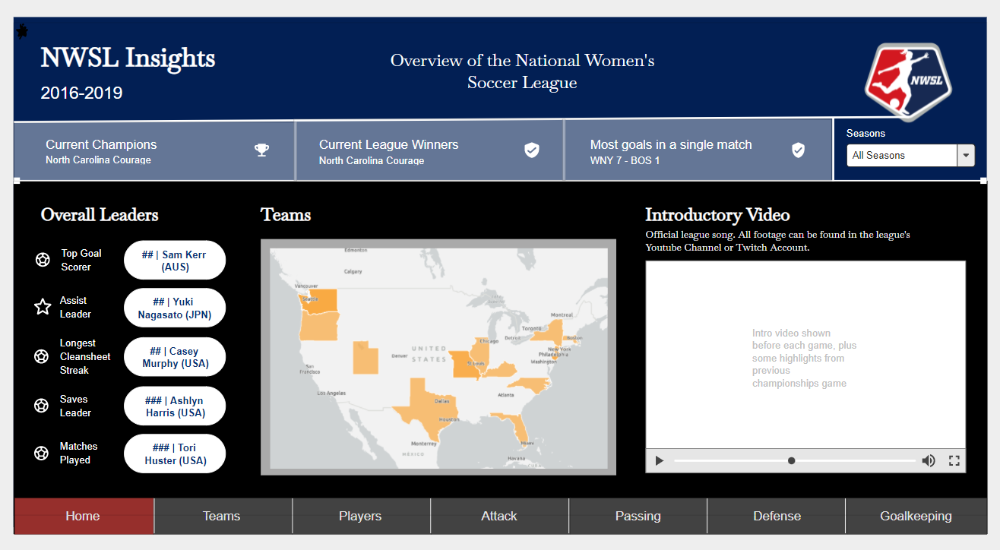 NWSL Insights
2016-2019
Overview of the National Women's
Soccer League
NWSL
Current Champions
North Carolina Courage
Current League Winners
North Carolina Courage
Most goals in a single match
WNY 7 - BOS 1
Seasons
All Seasons
Overall Leaders
Top Goal
Scorer
## | Sam Kerr
(AUS)
Assist
Leader
## | Yuki
Nagasato (JPN)
Longest
Cleansheet
Streak
## | Casey
Murphy (USA)
Saves
Leader
### | Ashlyn
Harris (USA)
Matches
Played
### | Tori
Huster (USA)
Teams
Edmonton
Calgary
Vancouver
Seattle
Montreal
Toronto
Boston
Detroit
Chicago
New York
Philadelphia
UNITED
STATES
Denver
Washington
St Louis
San
Francisco
Los Angeles
Atlanta
Dallas
Houston
Monterrey
Miami
MÉXICO
Havana
Introductory Video
Official league song. All footage can be found in the league's
Youtube Channel or Twitch Account.
Intro video shown
before each game, plus
some highlights from
previous
championships game
Home
Teams
Players
Attack
Passing
Defense
Goalkeeping